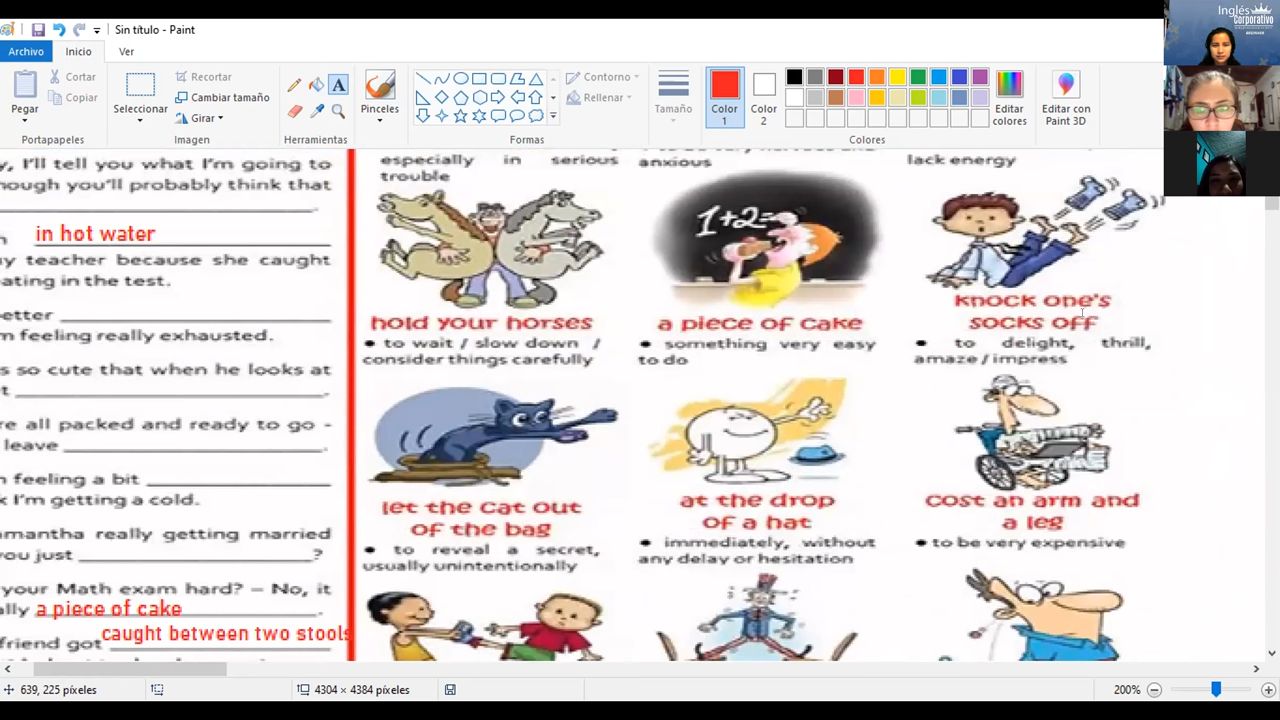 Sin título - Paint
Archivo Inicio Ver
Pegar
Cortar
Copiar
Portapapeles
Seleccionar
Recortar
Cambiar tamaño
Girar
Imagen
Herramientas
Pinceles
Formas
Contorno
Rellenar
Tamaño
Color 1
Color 2
Editar colores
Colores
Editar con Paint 3D
Inglés
Corporativo
I'll tell you what I'm going to
you'll probably think that
in hot water
teacher because she caught
in the test.
feeling really exhausted.
so cute that when he looks at
all packed and ready to go -
leave
feeling a bit
I'm getting a cold.
really getting married
you just ?
your Math exam hard? – No, it
a piece of cake
friend got caught between two stools
especially in serious
trouble
anxious
lack energy
1+2=
hold your horses
• to wait / slow down /
consider things carefully
a piece of cake
• something very easy
to do
knock one's
socks off
• to delight, thrill,
amaze / impress
let the cat out
of the bag
• to reveal a secret,
usually unintentionally
at the drop
of a hat
• immediately, without
any delay or hesitation
cost an arm and
a leg
• to be very expensive
639, 225 píxeles
4304 × 4384 píxeles
200%